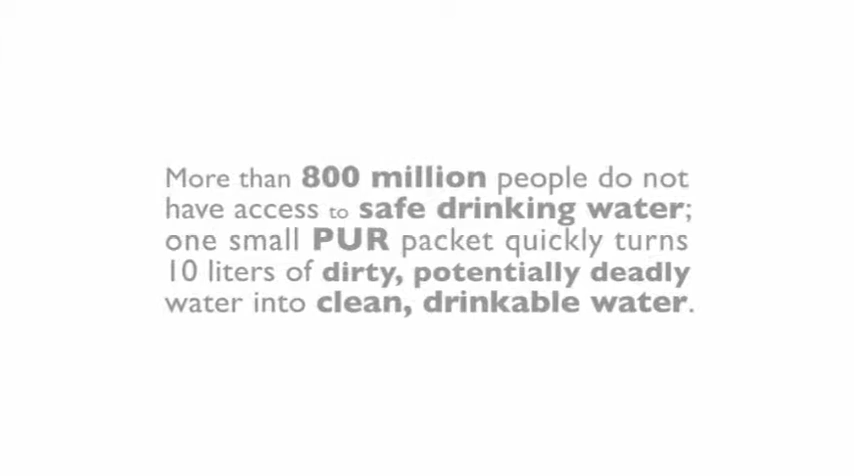 More than 800 million people do not
have access to safe drinking water;
one small PUR packet quickly turns
10 liters of dirty, potentially deadly
water into clean, drinkable water.